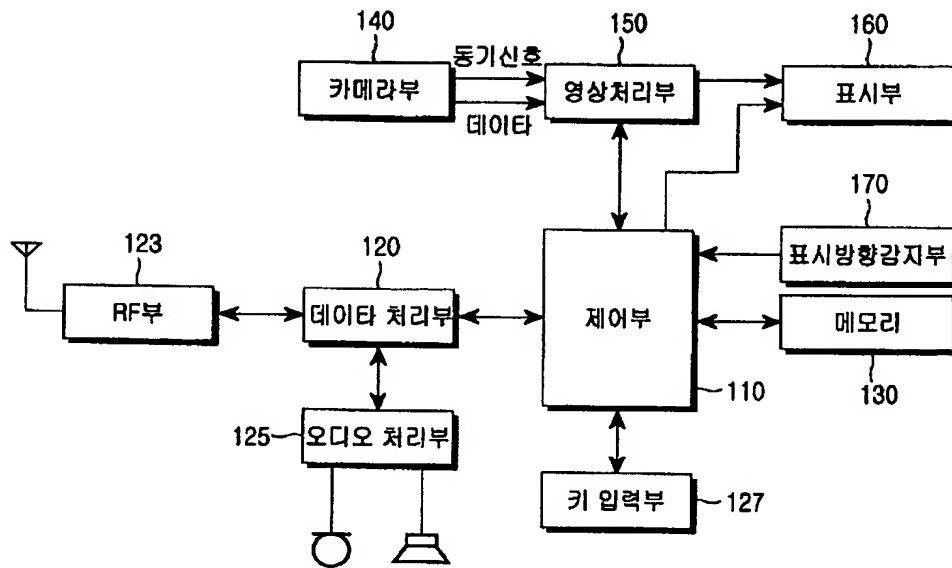 140
150
160
동기신호
카메라부
영상처리부
표시부
데이타
170
표시방향감지부
123
120
RF부
데이타 처리부
제어부
메모리
110
130
125
오디오 처리부
키 입력부
127